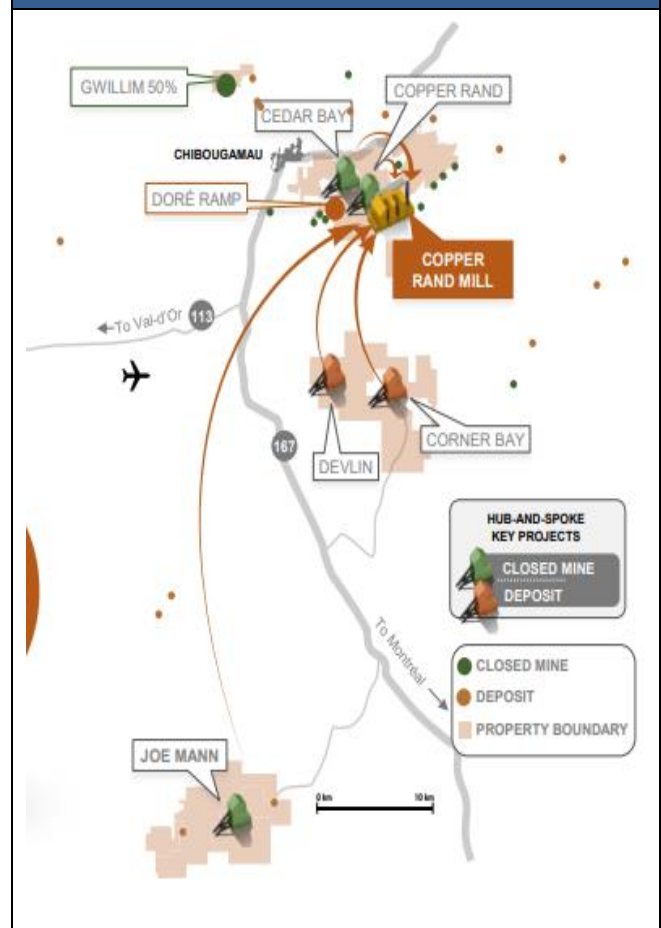 GWILLIM 50%
COPPER RAND
CEDAR BAY
CHIBOUGAMAU
DORÉ RAMP
COPPER
RAND MILL
To Val-d'Or
113
167
DEVLIN
CORNER BAY
HUB-AND-SPOKE
KEY PROJECTS
CLOSED MINE
DEPOSIT
To Montréal
CLOSED MINE
DEPOSIT
PROPERTY BOUNDARY
JOE MANN
0 km
10 km